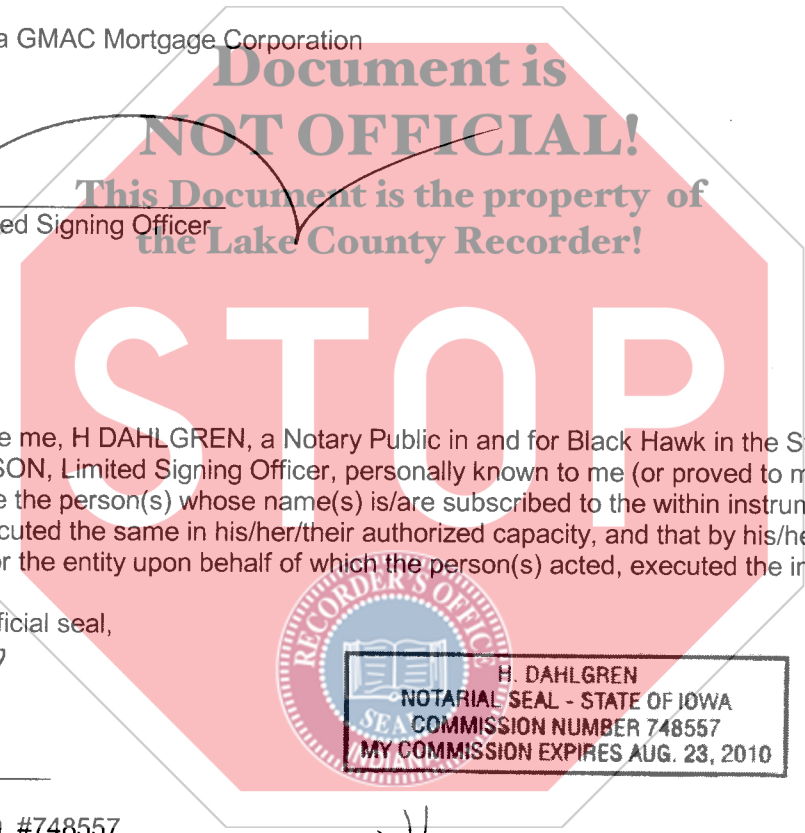 a GMAC Mortgage Corporation
Document is
NOT OFFICIAL!
This Document is the property of
ed Signing Officer
the Lake County Recorder!
STOP
e me, H DAHLGREN, a Notary Public in and for Black Hawk in the S
SON, Limited Signing Officer, personally known to me (or proved to m
e the person(s) whose name(s) is/are subscribed to the within instrun
cuted the same in his/her/their authorized capacity, and that by his/he
r the entity upon behalf of which the person(s) acted, executed the in
RECORDER'S OFFICE
ficial seal,
H. DAHLGREN
NOTARIAL SEAL - STATE OF IOWA
SEAL
COMMISSION NUMBER 748557
MY COMMISSION EXPIRES AUG. 23, 2010
INDIANA
#748557